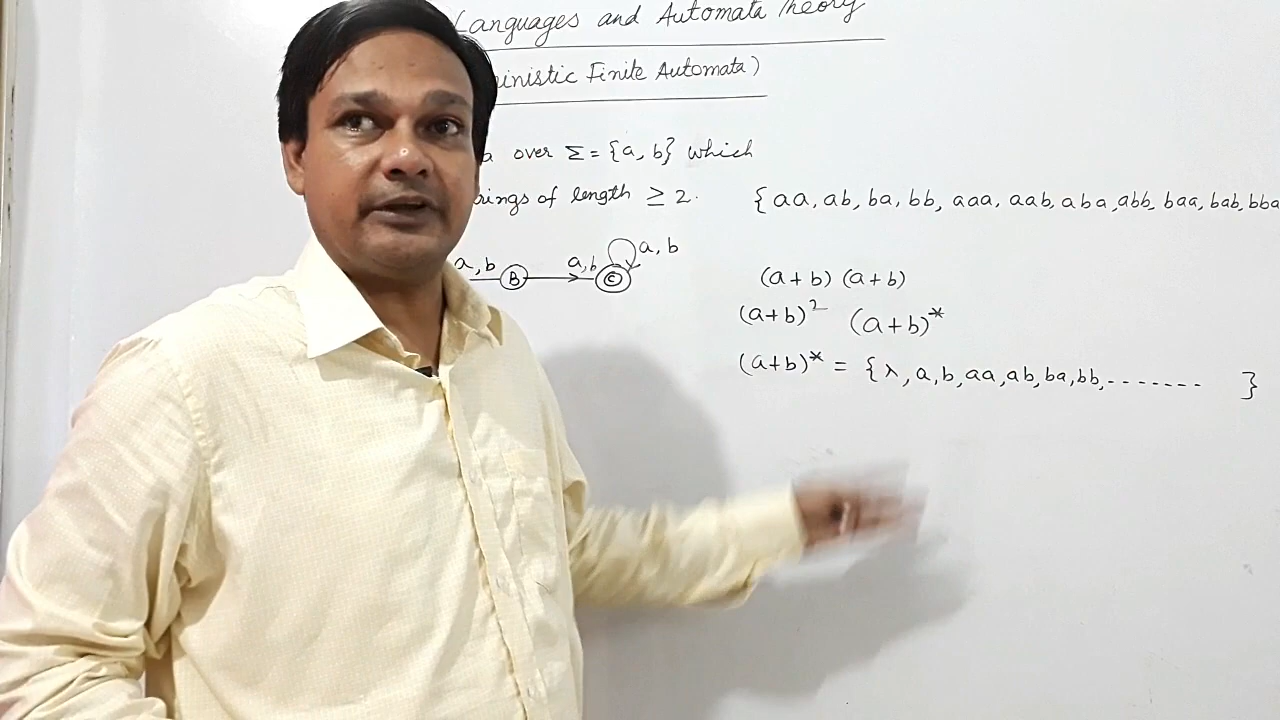 Languages and Automata Theory
inistic Finite Automata)
a over Σ = {a, b} which
rings of length ≥ 2. {aa, ab, ba, bb, aaa, aab, aba, abb, baa, bab, bba
a, b B a, b C a, b
(a+b) (a+b)
(a+b)² (a+b)*
(a+b)* = {λ, a, b, aa, ab, ba, bb, ------- }